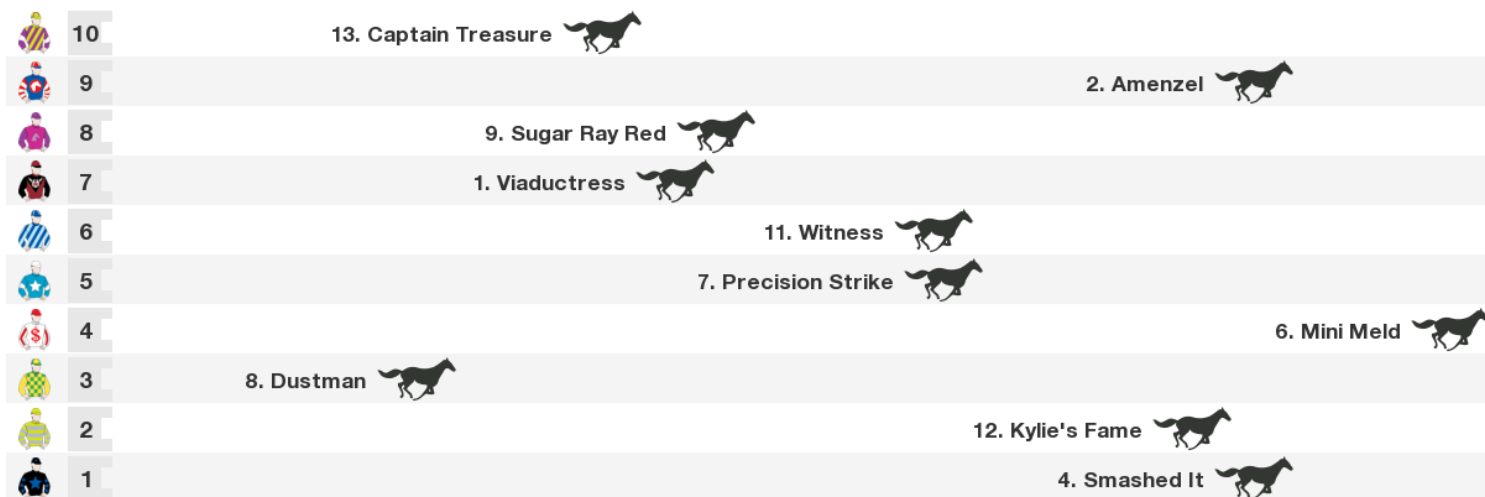 10 13. Captain Treasure
9 2. Amenzel
8 9. Sugar Ray Red
7 1. Viaductress
6 11. Witness
5 7. Precision Strike
4 6. Mini Meld
$
3 8. Dustman
2 12. Kylie's Fame
1 4. Smashed It